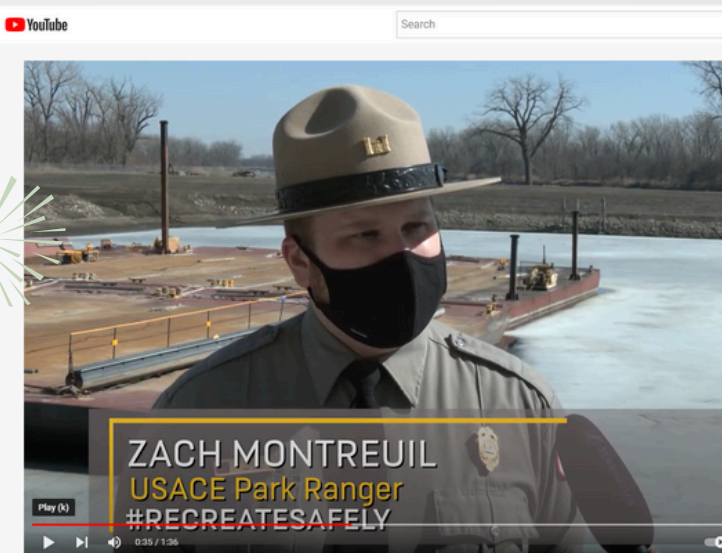 YouTube
Search
ZACH MONTREUIL
USACE Park Ranger
#RECREATESAFELY
Play (k)
0:35 / 1:36